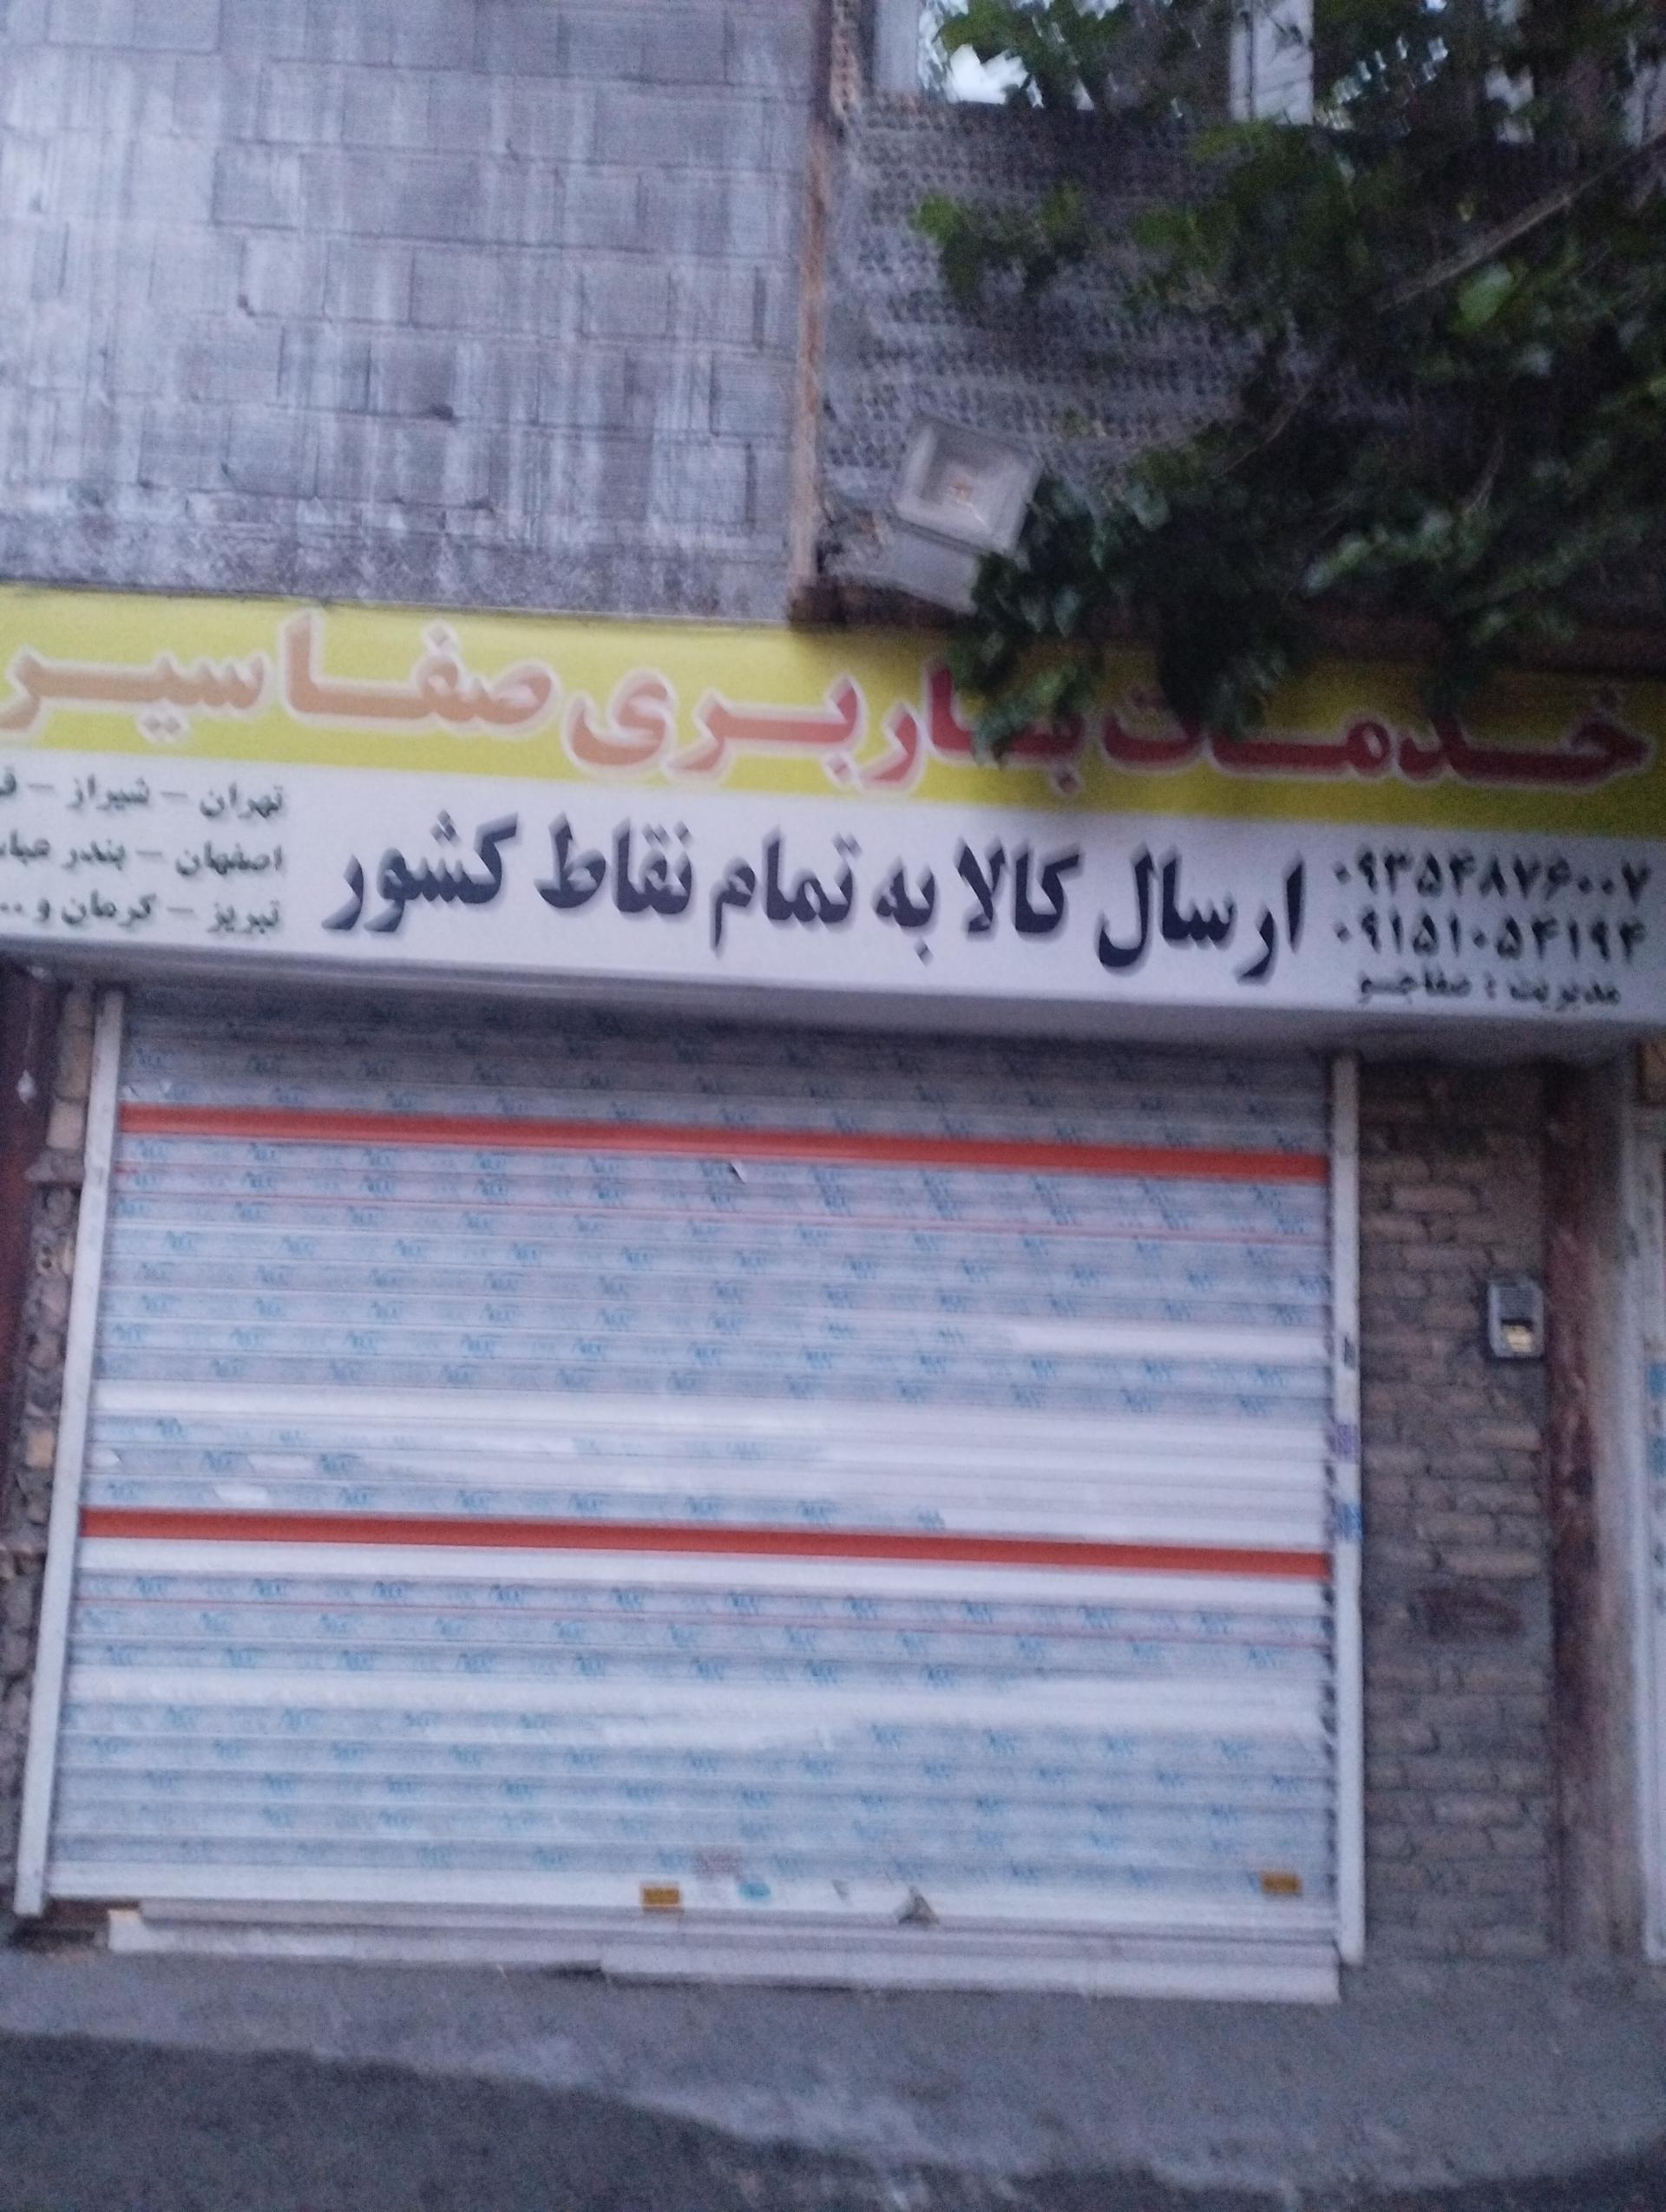 خدمات باربری صفا سیر
۰۹۳۵۴۸۷۶۰۰۷
۰۹۱۵۱۰۵۴۱۹۴
مدیریت : صفاجو
ارسال کالا به تمام نقاط کشور
تهران - شیراز -
اصفهان - بندر
تبریز - کرمان و ..